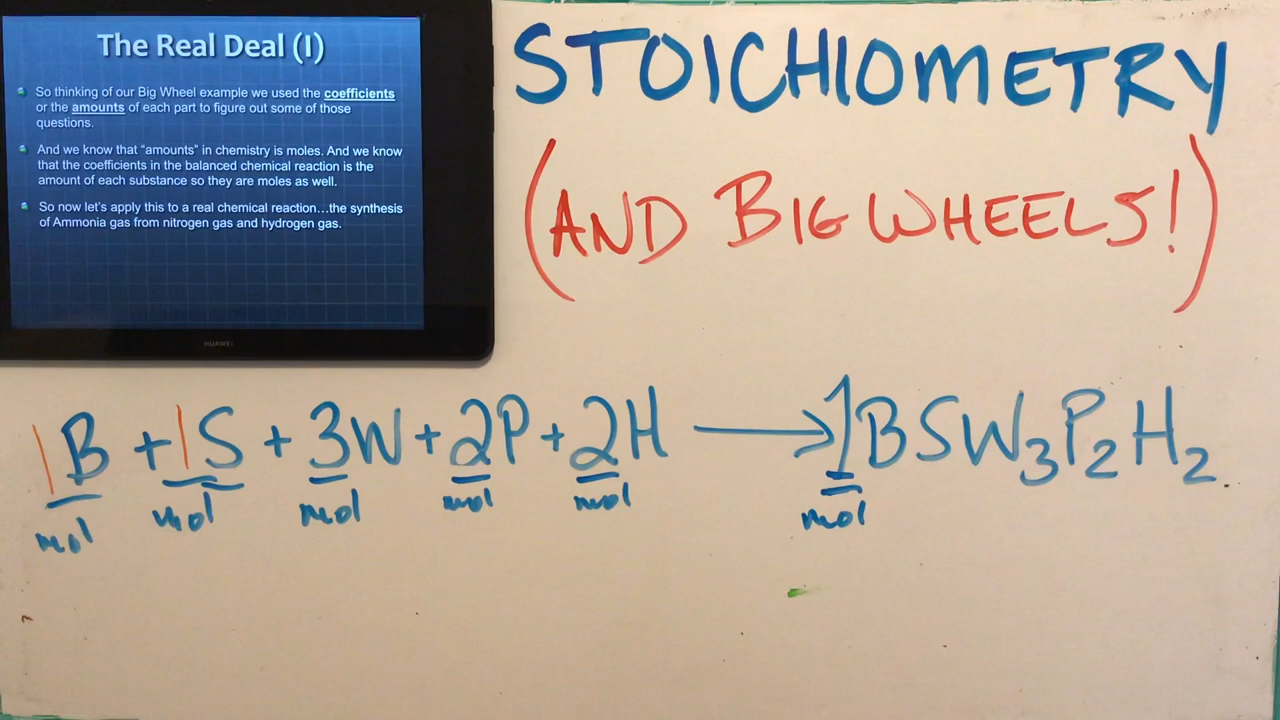 The Real Deal (I)
So thinking of our Big Wheel example we used the coefficients
or the amounts of each part to figure out some of those
questions.
And we know that “amounts” in chemistry is moles. And we know
that the coefficients in the balanced chemical reaction is the
amount of each substance so they are moles as well.
So now let’s apply this to a real chemical reaction…the synthesis
of Ammonia gas from nitrogen gas and hydrogen gas.
HUAWEI
STOICHIOMETRY
(AND BIG WHEELS!)
1B + 1S + 3W + 2P + 2H ⟶ 1BSW₃P₂H₂
mol mol mol mol mol mol